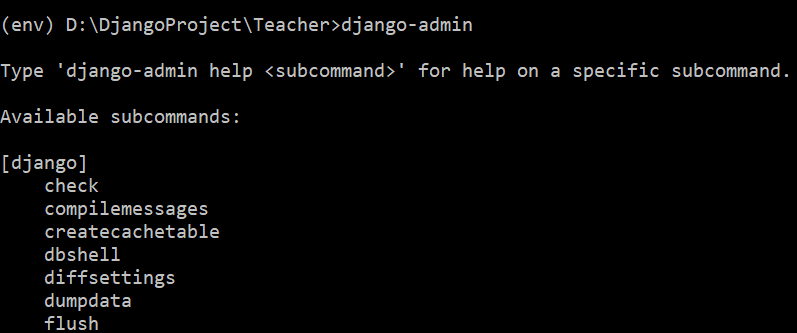 (env) D:\DjangoProject\Teacher>django-admin
Type 'django-admin help <subcommand>' for help on a specific subcommand.
Available subcommands:
[django]
check
compilemessages
createcachetable
dbshell
diffsettings
dumpdata
flush